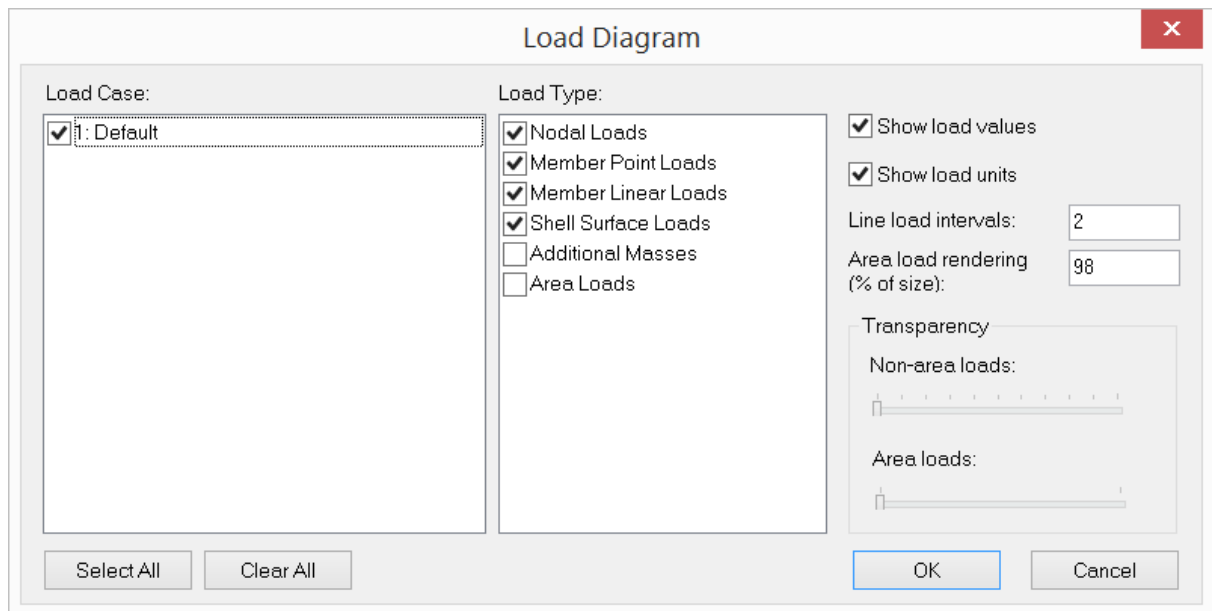 Load Diagram
Load Case:
1: Default
Select All
Clear All
Load Type:
Nodal Loads
Member Point Loads
Member Linear Loads
Shell Surface Loads
Additional Masses
Area Loads
Show load values
Show load units
Line load intervals:
2
Area load rendering
(% of size):
98
Transparency
Non-area loads:
Area loads:
OK
Cancel